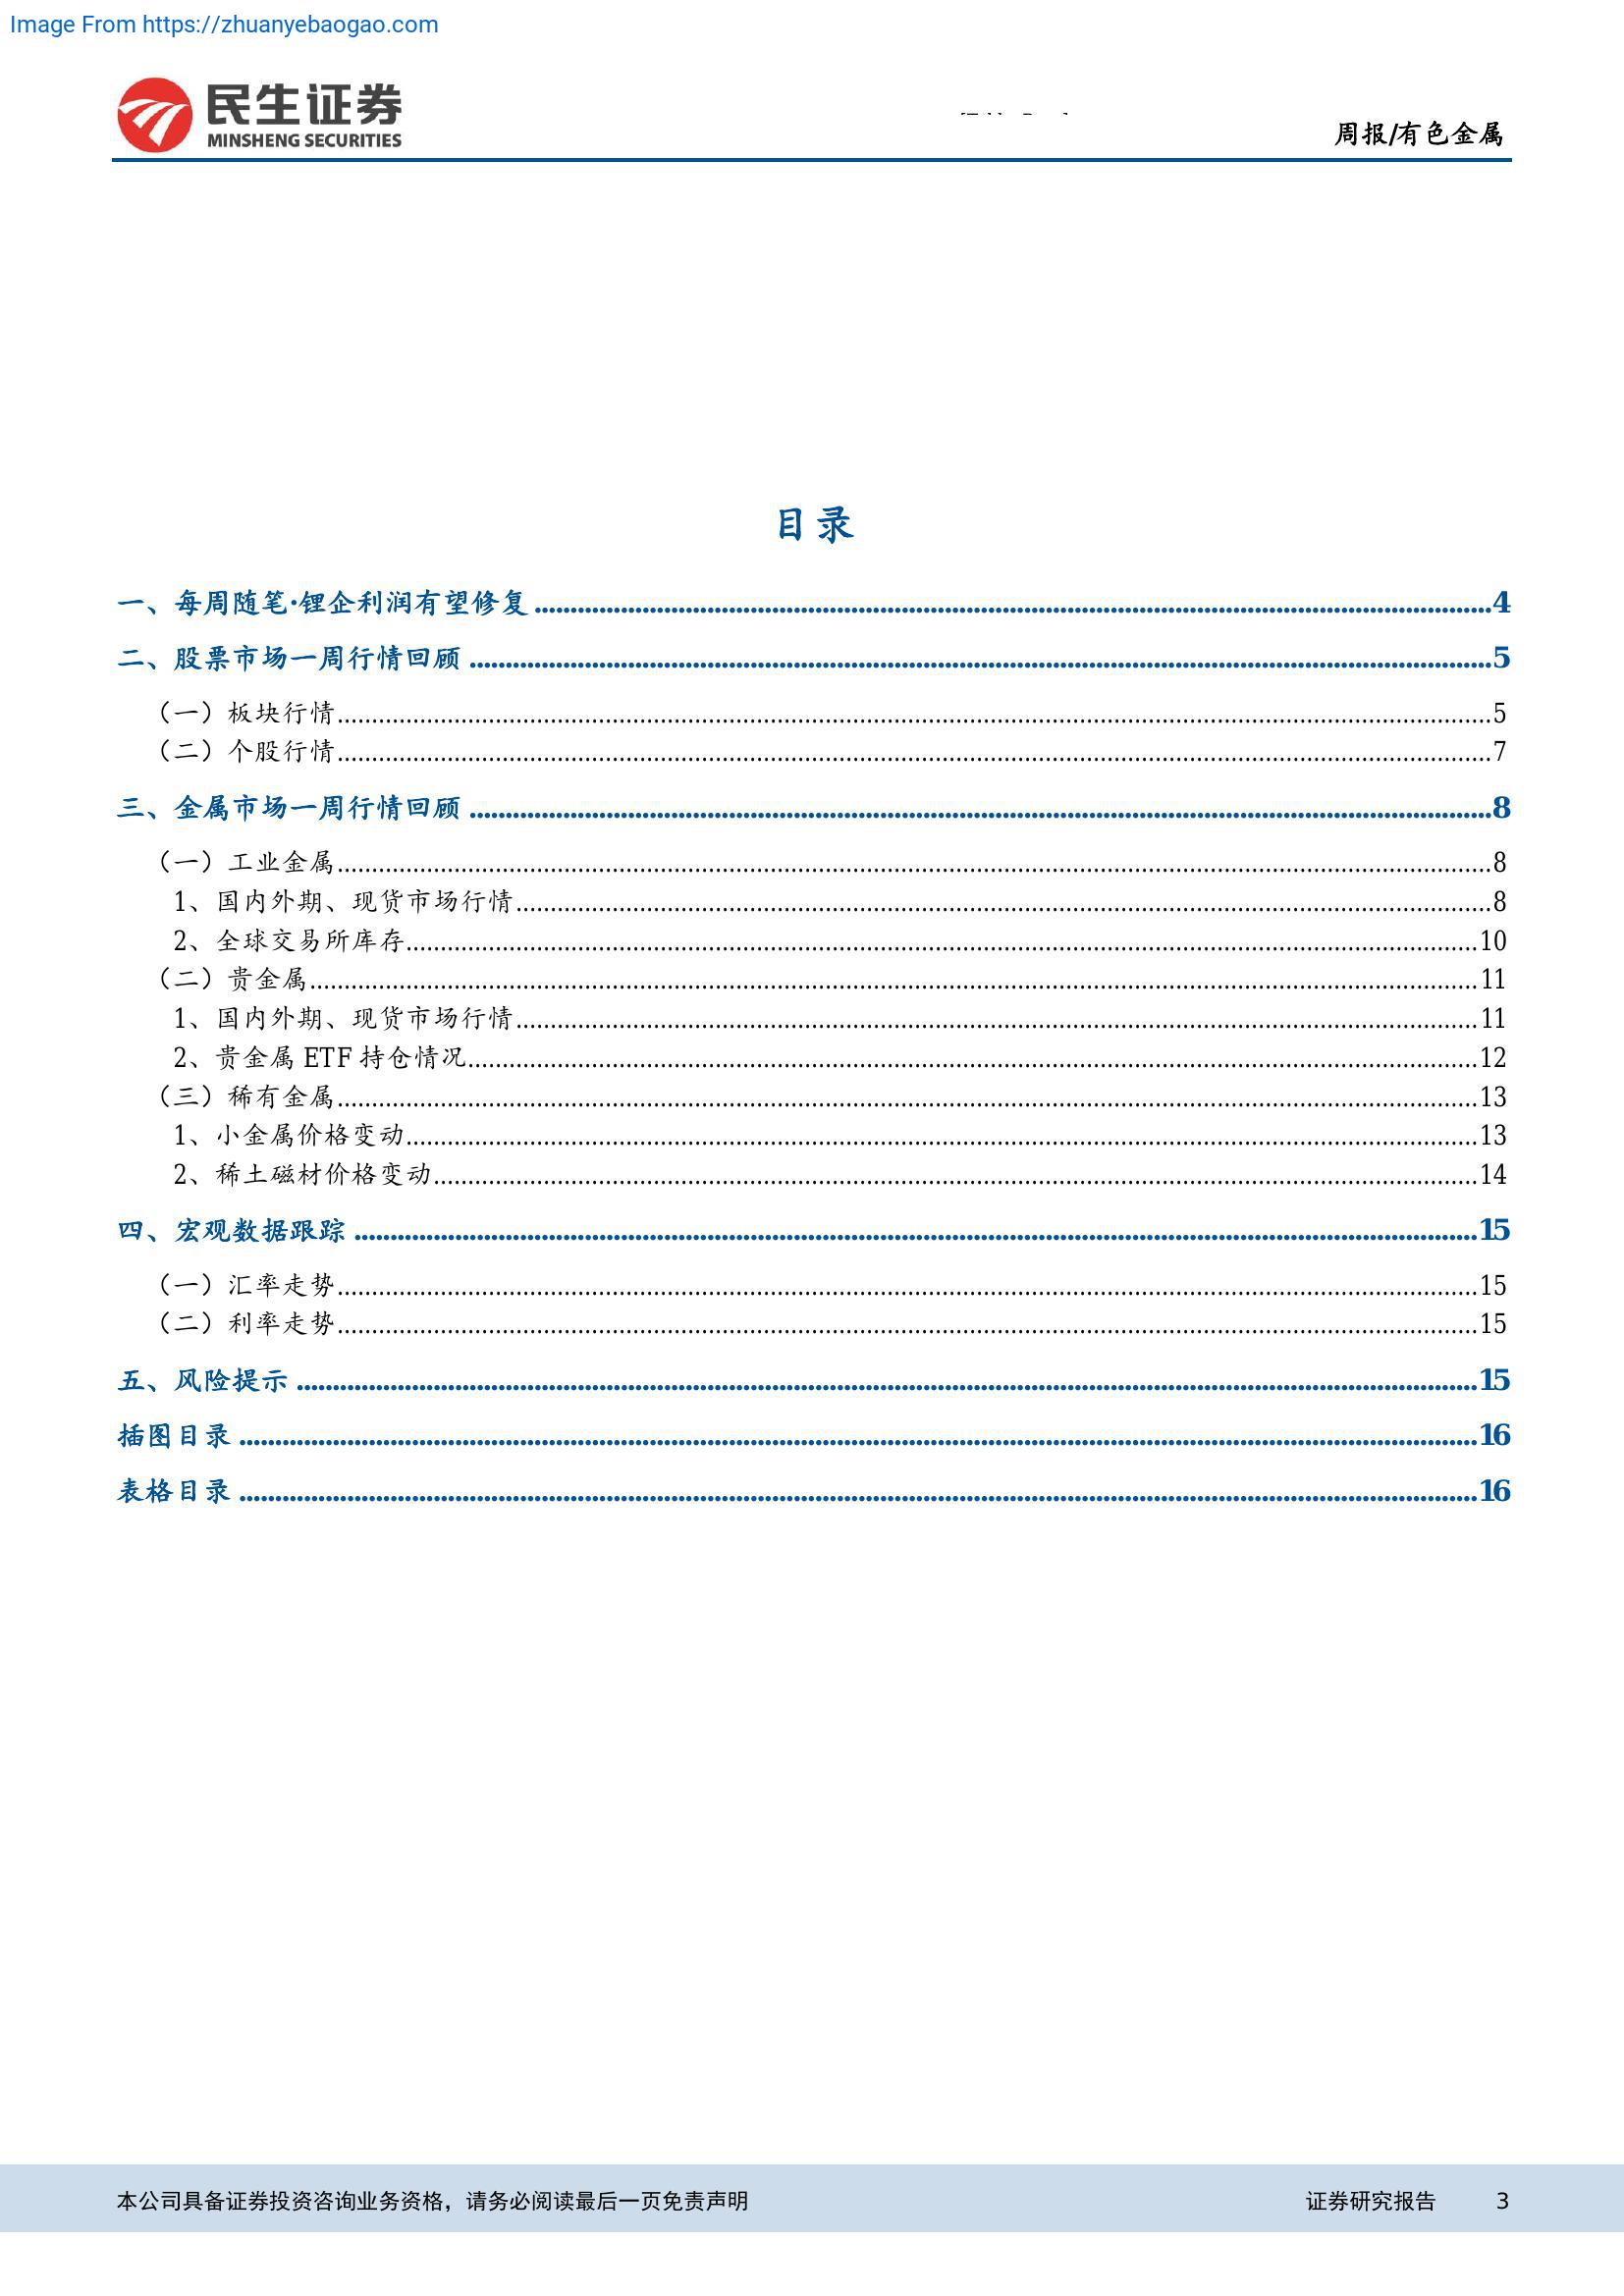 Image From https://zhuanyebaogao.com
民生证券
MINSHENG SECURITIES
周报/有色金属
目录
一、每周随笔·锂企利润有望修复........................4
二、股票市场一周行情回顾........................5
（一）板块行情........................5
（二）个股行情........................7
三、金属市场一周行情回顾........................8
（一）工业金属........................8
1、国内外期、现货市场行情........................8
2、全球交易所库存........................10
（二）贵金属........................11
1、国内外期、现货市场行情........................11
2、贵金属 ETF 持仓情况........................12
（三）稀有金属........................13
1、小金属价格变动........................13
2、稀土磁材价格变动........................14
四、宏观数据跟踪........................15
（一）汇率走势........................15
（二）利率走势........................15
五、风险提示........................15
插图目录........................16
表格目录........................16
本公司具备证券投资咨询业务资格，请务必阅读最后一页免责声明 证券研究报告 3